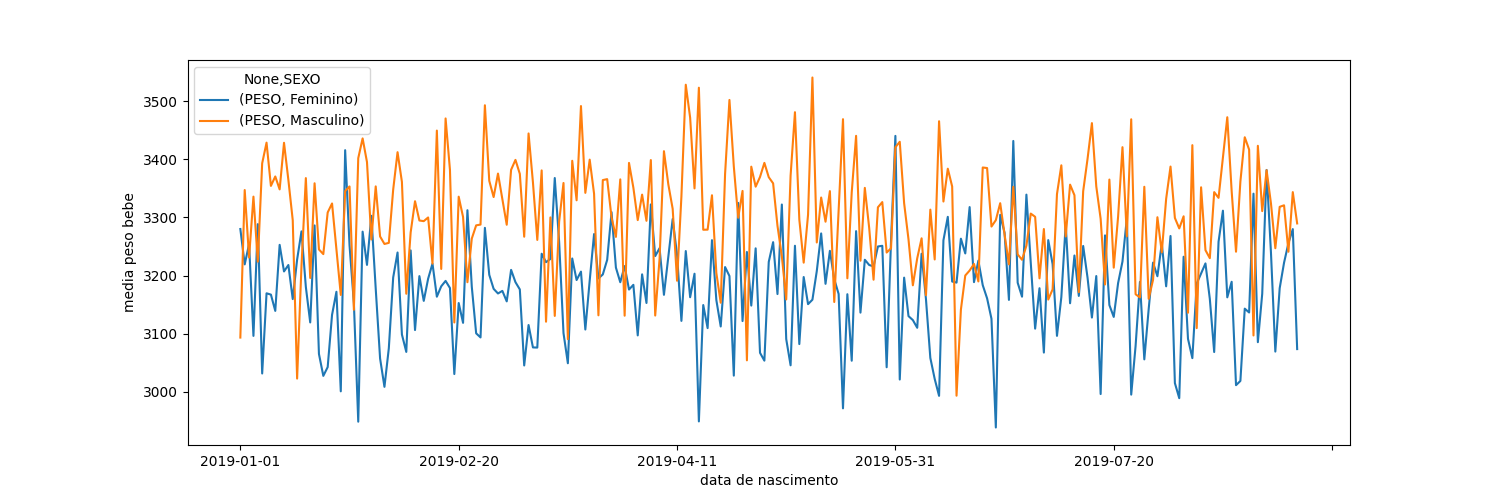 None,SEXO
(PESO, Feminino)
(PESO, Masculino)
media peso bebe
3500
3400
3300
3200
3100
3000
2019-01-01
2019-02-20
2019-04-11
2019-05-31
2019-07-20
data de nascimento